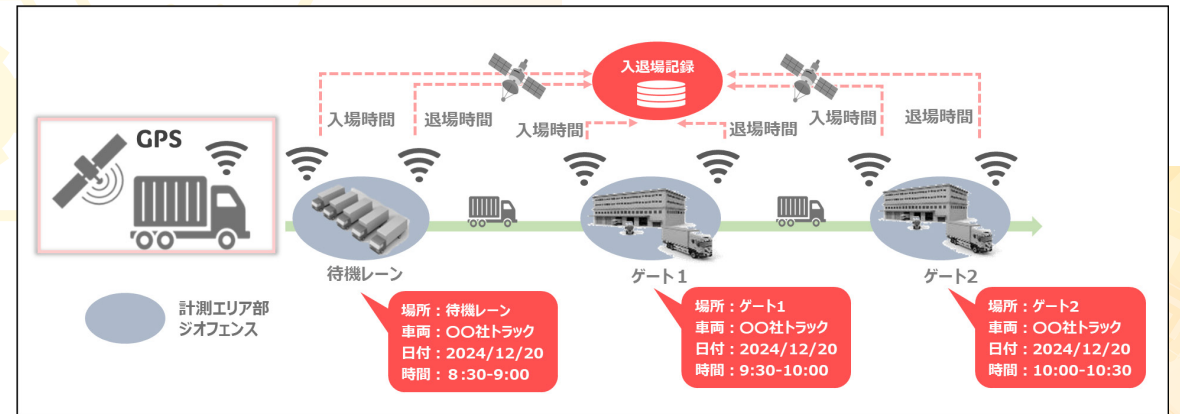 入退場記録
入場時間
退場時間
入場時間
退場時間
入場時間
退場時間
GPS
待機レーン
ゲート1
ゲート2
計測エリア部
ジオフェンス
場所：待機レーン
車両：〇〇社トラック
日付：2024/12/20
時間：８:30-9:00
場所：ゲート1
車両：〇〇社トラック
日付：2024/12/20
時間：9:30-10:00
場所：ゲート2
車両：〇〇社トラック
日付：2024/12/20
時間：10:00-10:30